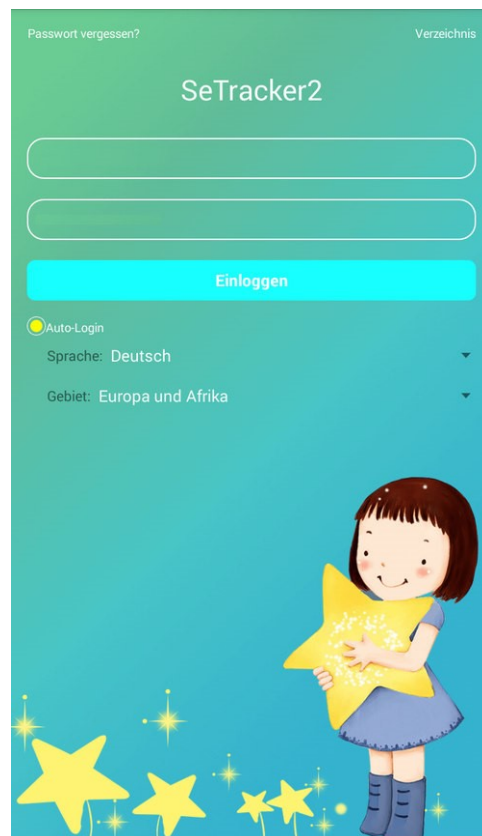 Passwort vergessen? Verzeichnis
SeTracker2
Einloggen
Auto-Login
Sprache: Deutsch
Gebiet: Europa und Afrika